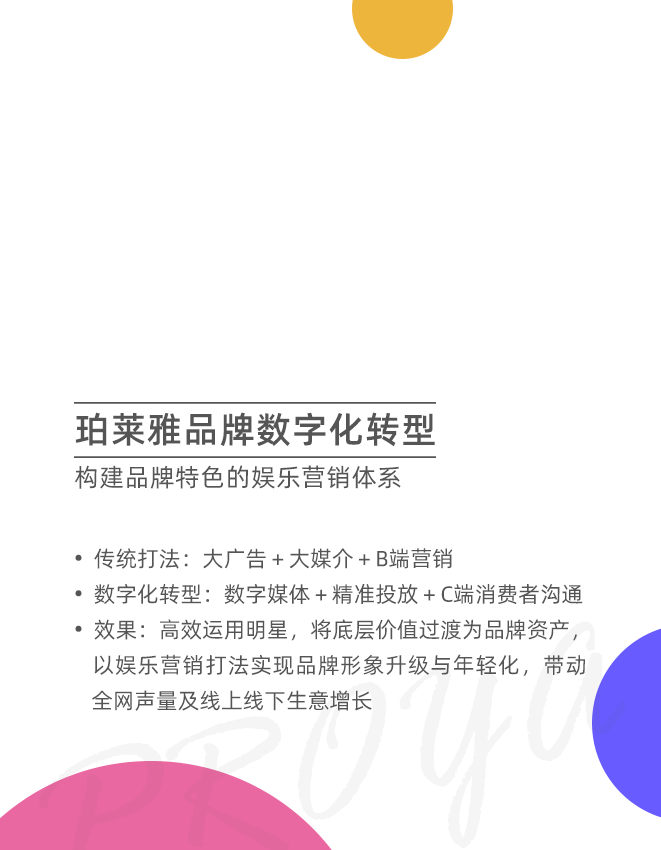 珀莱雅品牌数字化转型
构建品牌特色的娱乐营销体系
• 传统打法：大广告+大媒介+B端营销
• 数字化转型：数字媒体+精准投放+C端消费者沟通
• 效果：高效运用明星，将底层价值过渡为品牌资产，
以娱乐营销打法实现品牌形象升级与年轻化，带动
全网声量及线上线下生意增长
PROYA